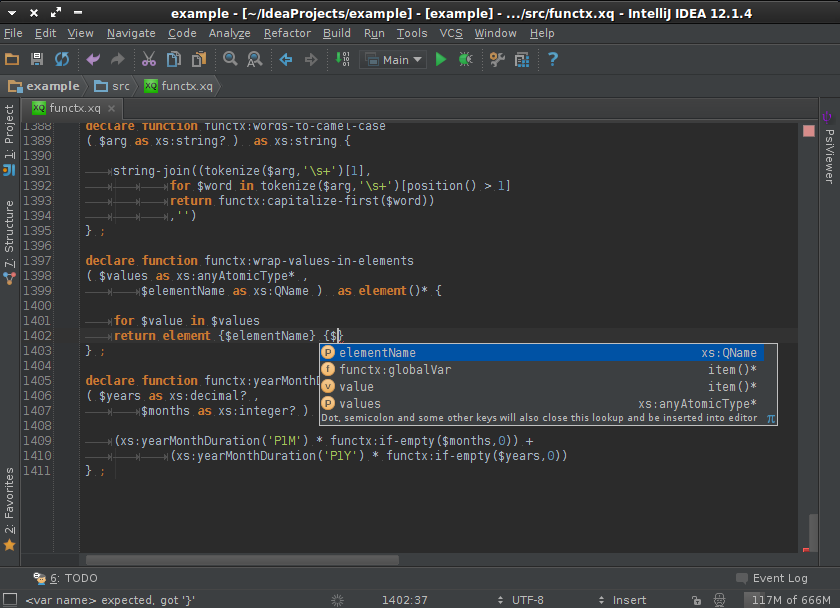 example - [~/IdeaProjects/example] - [example] - .../src/functx.xq - IntelliJ IDEA 12.1.4
File Edit View Navigate Code Analyze Refactor Build Run Tools VCS Window Help
Main
example src functx.xq
functx.xq
1: Project
7: Structure
2: Favorites
PsiViewer
1388 declare function functx:words-to-camel-case
1389 ( $arg as xs:string? )  as xs:string {
1390
1391 string-join((tokenize($arg,'\s+')[1],
1392 for $word in tokenize($arg,'\s+')[position() > 1]
1393 return functx:capitalize-first($word))
1394 ,'')
1395 } ;
1396
1397 declare function functx:wrap-values-in-elements
1398 ( $values as xs:anyAtomicType* ,
1399 $elementName as xs:QName )  as element()* {
1400
1401 for $value in $values
1402 return element {$elementName} {$}
1403 } ;
1404
1405 declare function functx:yearMonthD
1406 ( $years as xs:decimal? ,
1407 $months as xs:integer? )
1408
1409 (xs:yearMonthDuration('P1M') * functx:if-empty($months,0)) +
1410 (xs:yearMonthDuration('P1Y') * functx:if-empty($years,0))
1411 } ;
elementName xs:QName
functx:globalVar item()*
value item()*
values xs:anyAtomicType*
Dot, semicolon and some other keys will also close this lookup and be inserted into editor π
6: TODO Event Log
<var name> expected, got '}' 1402:37 UTF-8 Insert 117M of 666M